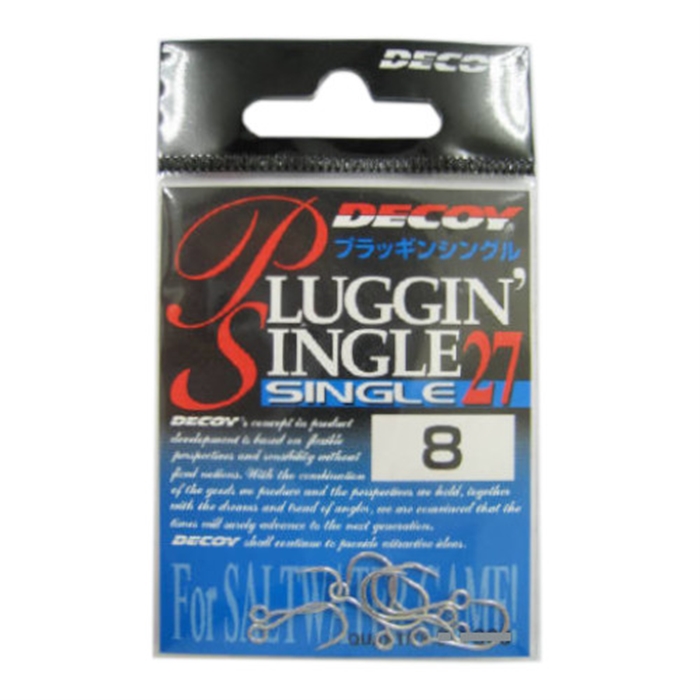 DECO
DECOY
プラッギンシングル
PLUGGIN'
SINGLE 27
SINGLE
8
DECOY's concept in product
development is based on flexible
perspectives and sensibility without
fixed notions. With the combination
of the goods we produce and the perspectives we hold, together
with the dreams and trend of angles, we are convinced that the
times will surely advance to the next generation.
DECOY shall continue to provide attractive ideas.
For SALTWATER GAME!